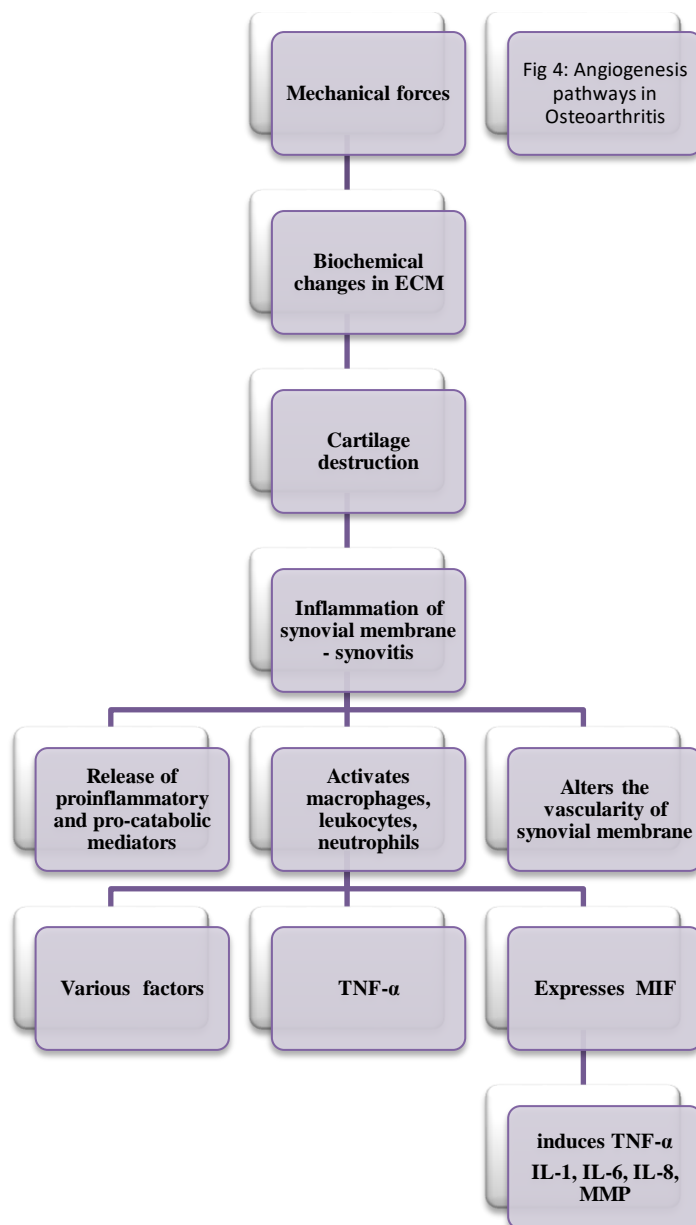 Mechanical forces
Fig 4: Angiogenesis
pathways in
Osteoarthritis
Biochemical
changes in ECM
Cartilage
destruction
Inflammation of
synovial membrane
- synovitis
Release of
proinflammatory
and pro-catabolic
mediators
Activates
macrophages,
leukocytes,
neutrophils
Alters the
vascularity of
synovial membrane
Various factors
TNF-α
Expresses MIF
induces TNF-α
IL-1, IL-6, IL-8,
MMP